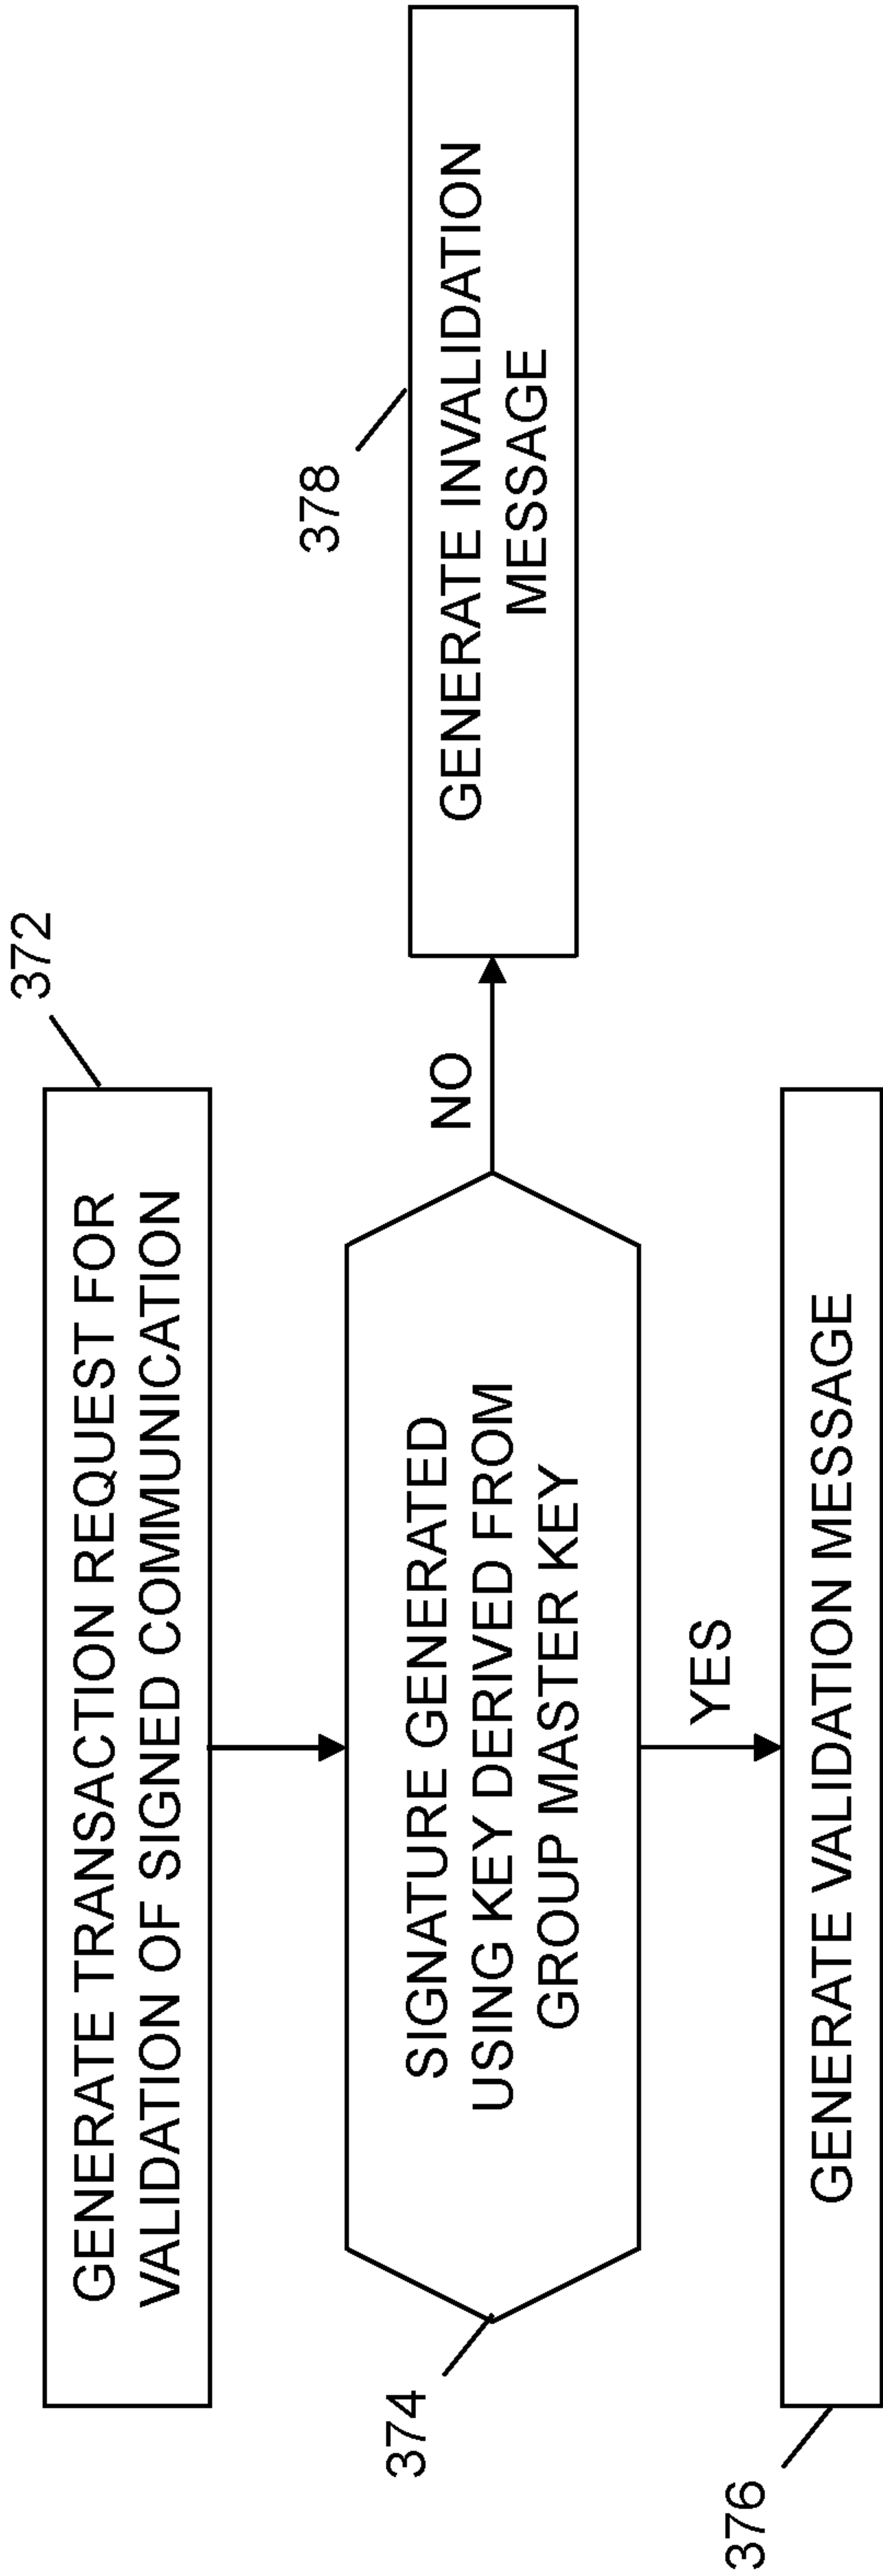 372
GENERATE TRANSACTION REQUEST FOR
VALIDATION OF SIGNED COMMUNICATION
374
SIGNATURE GENERATED
USING KEY DERIVED FROM
GROUP MASTER KEY
NO
378
GENERATE INVALIDATION
MESSAGE
YES
376
GENERATE VALIDATION MESSAGE